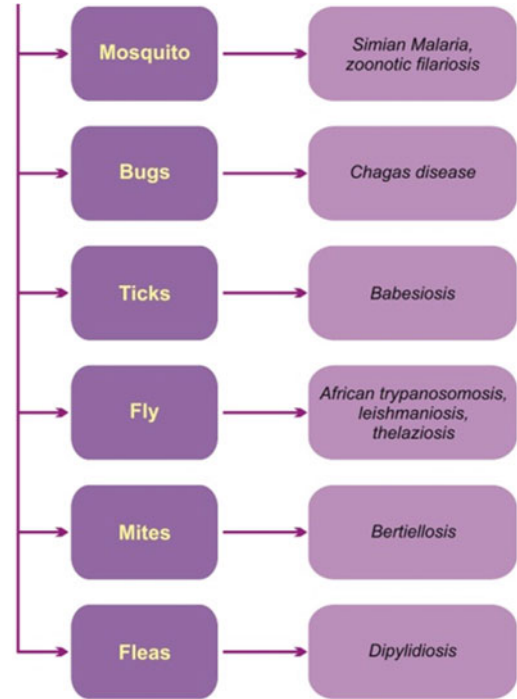 Mosquito
Simian Malaria,
zoonotic filariosis
Bugs
Chagas disease
Ticks
Babesiosis
Fly
African trypanosomosis,
leishmaniosis,
thelaziosis
Mites
Bertiellosis
Fleas
Dipylidiosis